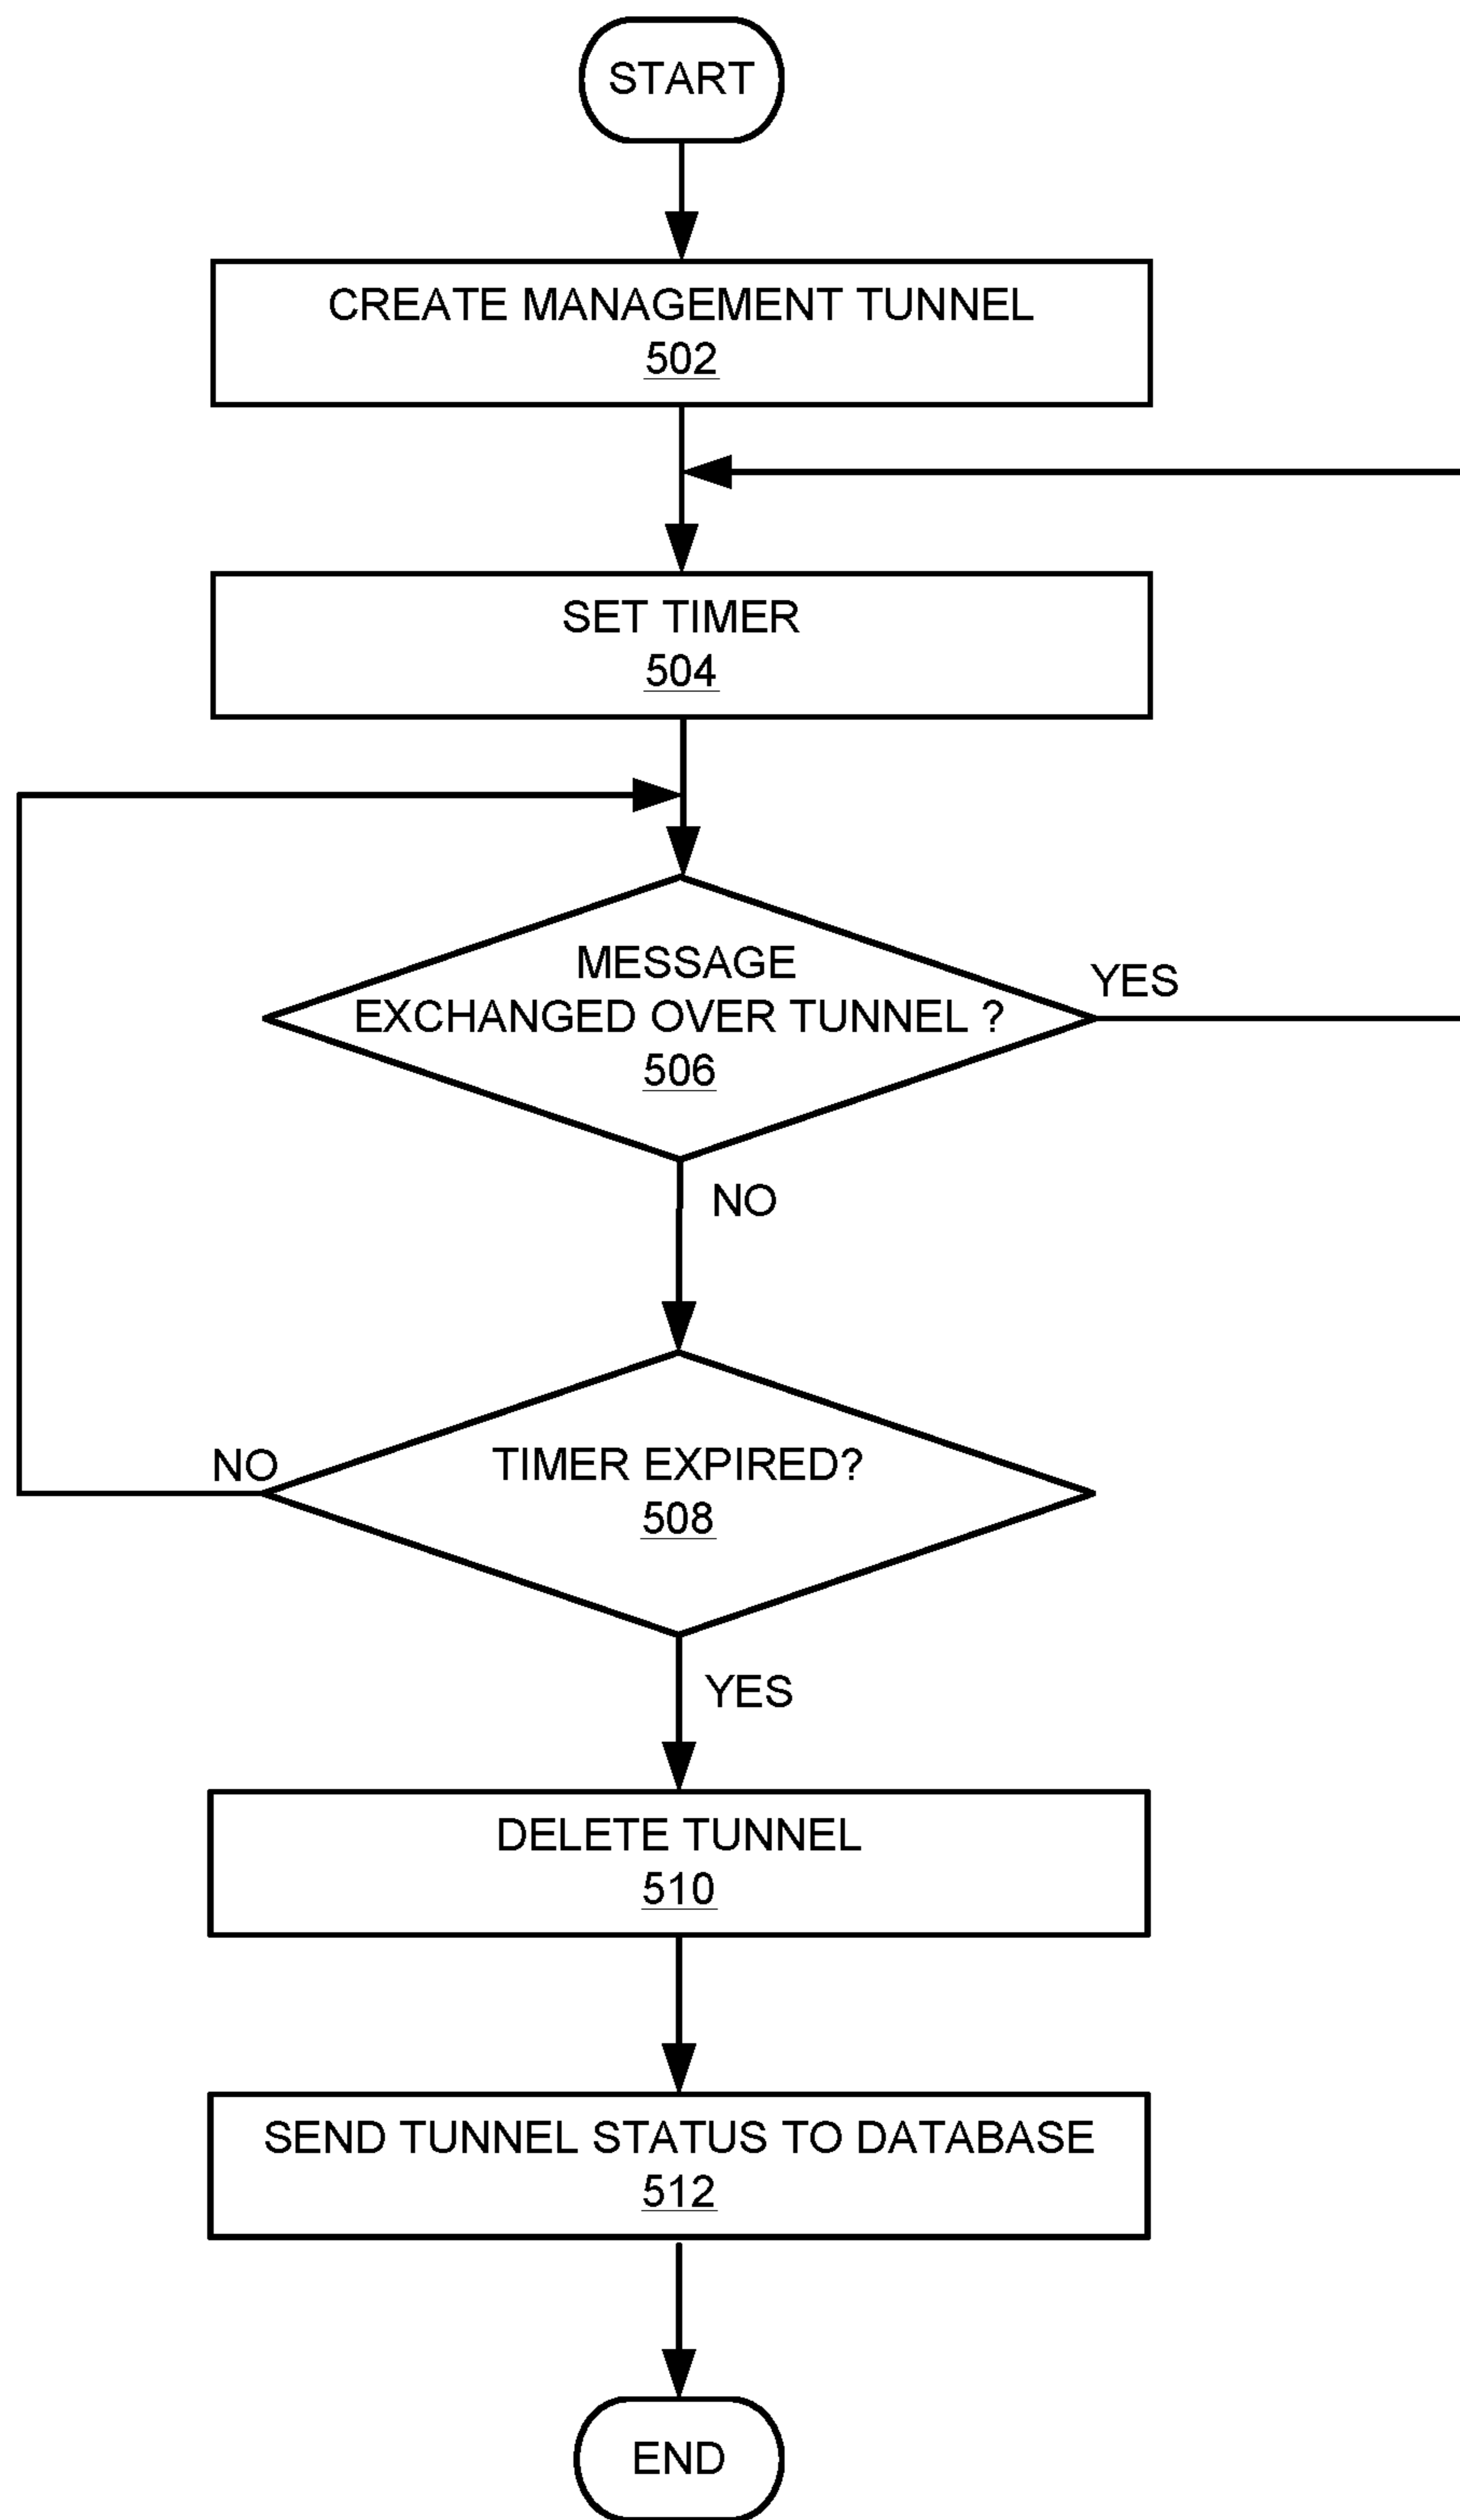 START
CREATE MANAGEMENT TUNNEL
502
SET TIMER
504
MESSAGE
EXCHANGED OVER TUNNEL ?
506
YES
NO
TIMER EXPIRED?
508
NO
YES
DELETE TUNNEL
510
SEND TUNNEL STATUS TO DATABASE
512
END